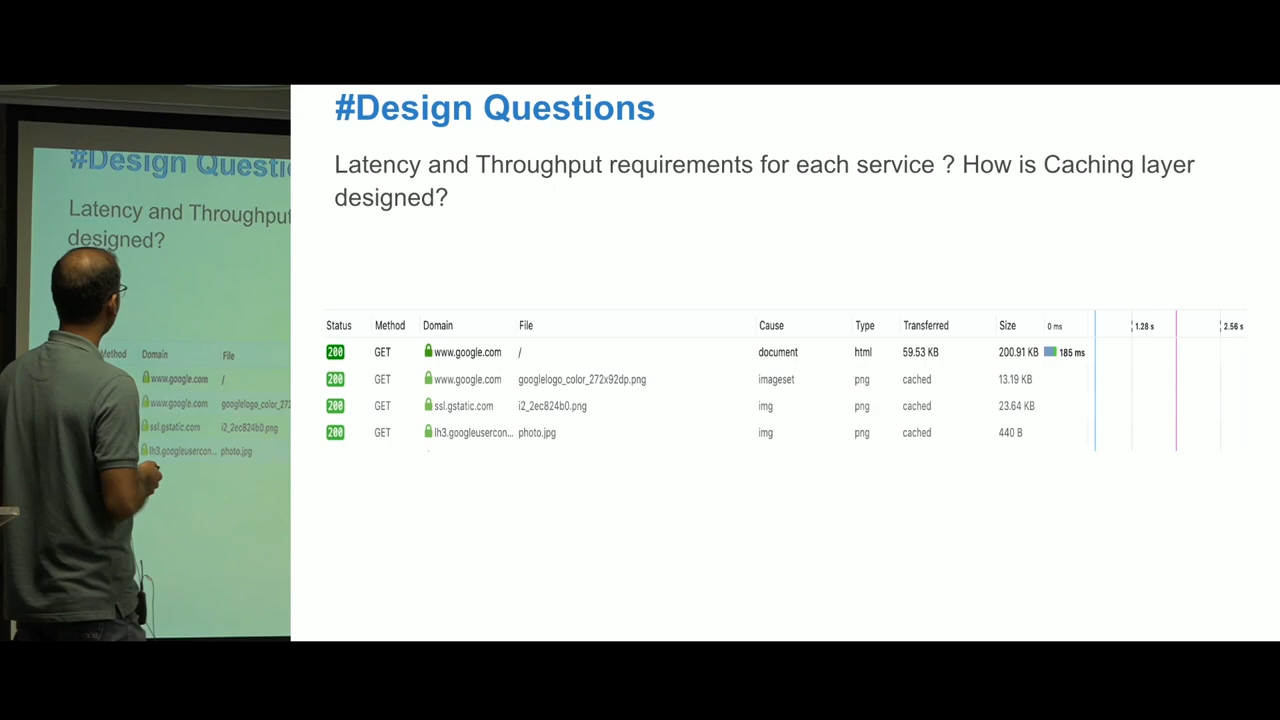 #Design Questions
Latency and Throughput requirements for each service ? How is Caching layer
designed?
Status Method Domain File Cause Type Transferred Size 0 ms 1.28 s 2.56 s
200 GET www.google.com / document html 59.53 KB 200.91 KB 185 ms
200 GET www.google.com googlelogo_color_272x92dp.png imageset png cached 13.19 KB
200 GET ssl.gstatic.com i2_2ec824b0.png img png cached 23.64 KB
200 GET lh3.googleusercon... photo.jpg img png cached 440 B
#Design Questi
Latency and Throughput
designed?
Method Domain File
www.google.com /
www.google.com googlelogo_color_272
ssl.gstatic.com i2_2ec824b0.png
lh3.googleusercon... photo.jpg